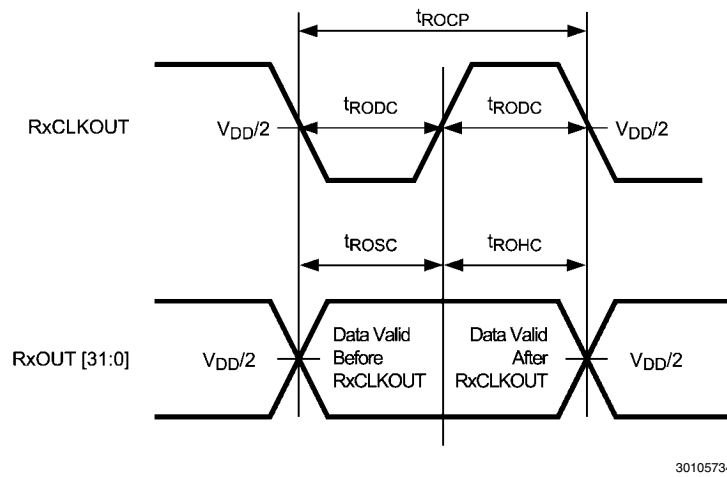 tROCP
RxCLKOUT
VDD/2
tRODC
tRODC
VDD/2
tROSC
tROHC
RxOUT [31:0]
VDD/2
Data Valid
Before
RxCLKOUT
Data Valid
After
RxCLKOUT
VDD/2
3010573